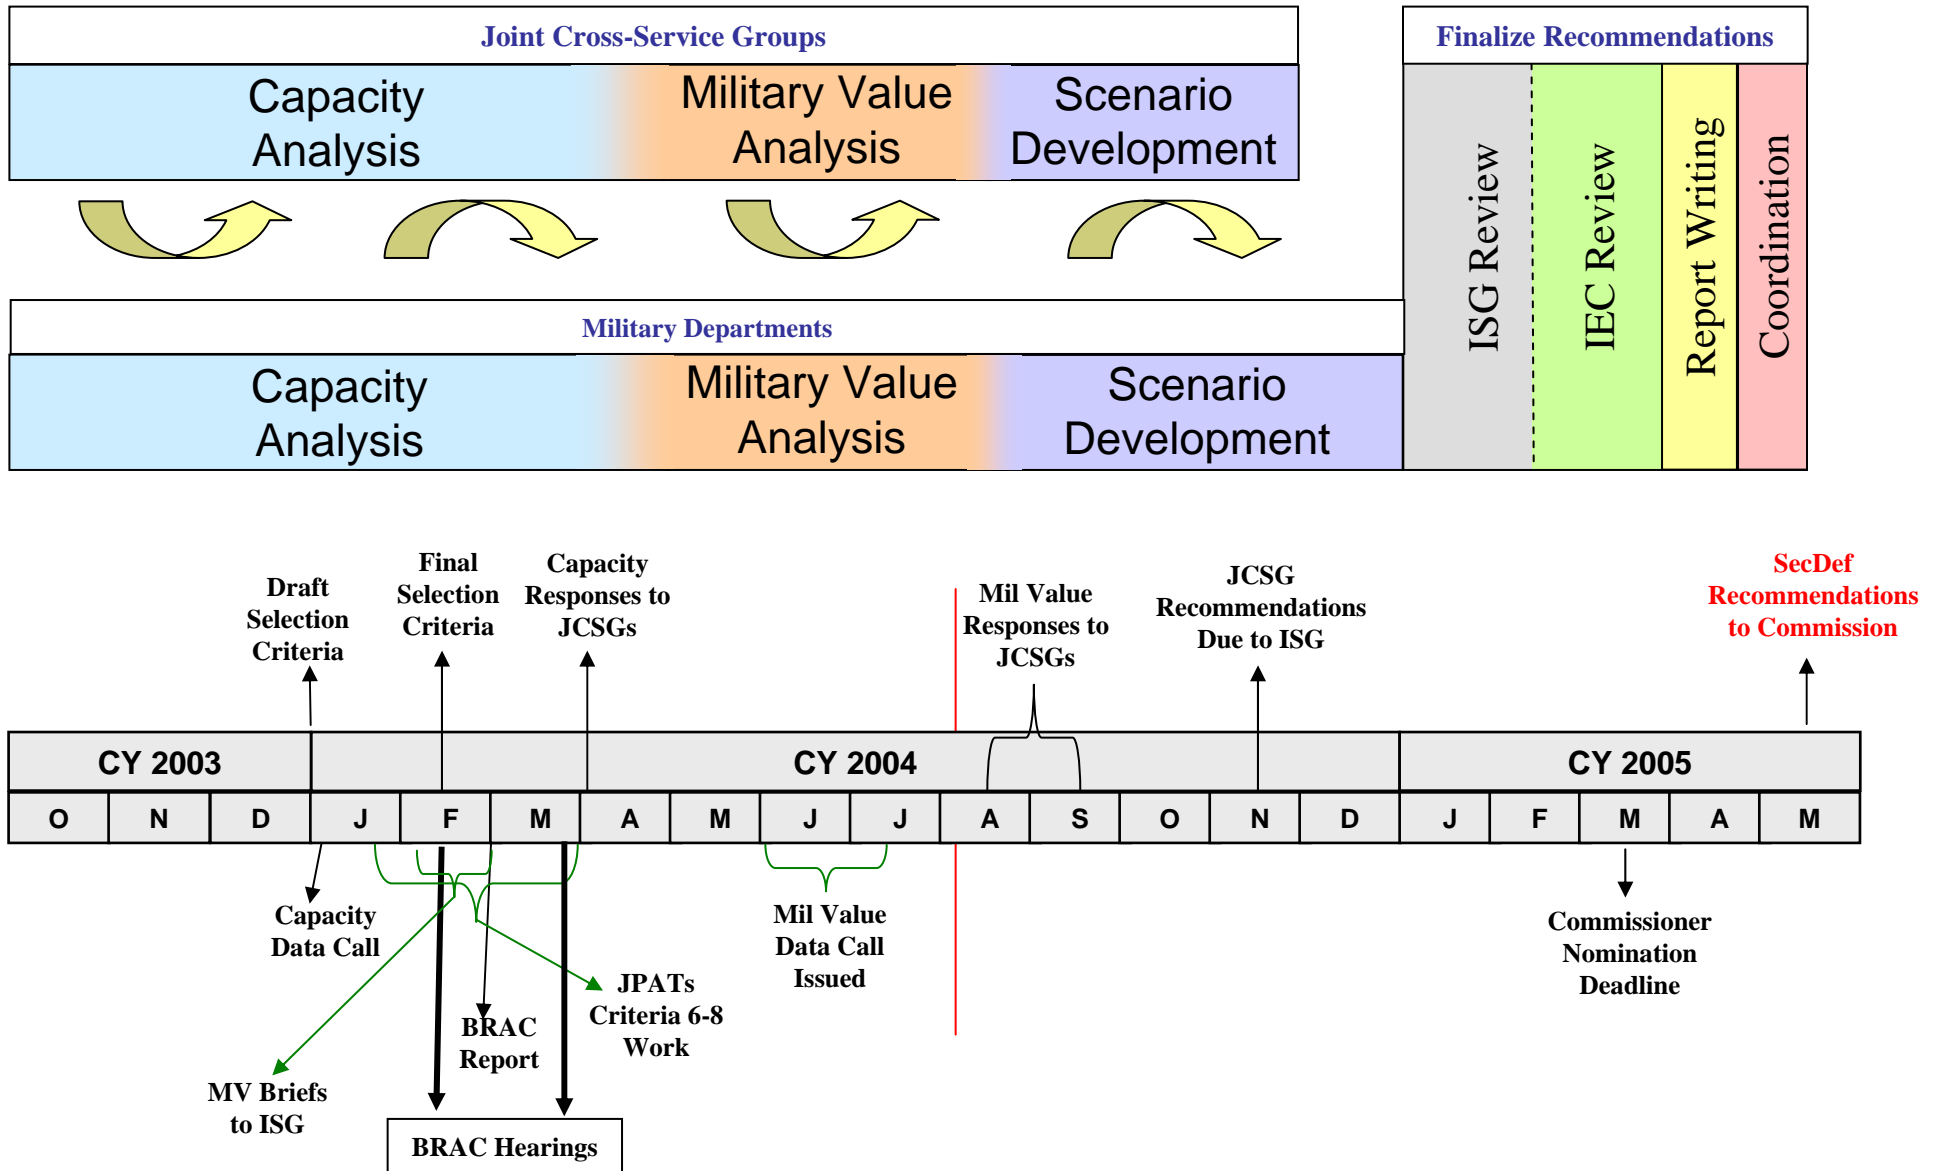 Joint Cross-Service Groups
Finalize Recommendations
Capacity
Analysis
Military Value
Analysis
Scenario
Development
ISG Review
IEC Review
Report Writing
Coordination
Military Departments
Capacity
Analysis
Military Value
Analysis
Scenario
Development
Draft
Selection
Criteria
Final
Selection
Criteria
Capacity
Responses to
JCSGs
Mil Value
Responses to
JCSGs
JCSG
Recommendations
Due to ISG
SecDef
Recommendations
to Commission
CY 2003
CY 2004
CY 2005
O N D J F M A M J J A S O N D J F M A M
Capacity
Data Call
MV Briefs
to ISG
BRAC
Report
BRAC Hearings
JPATs
Criteria 6-8
Work
Mil Value
Data Call
Issued
Commissioner
Nomination
Deadline